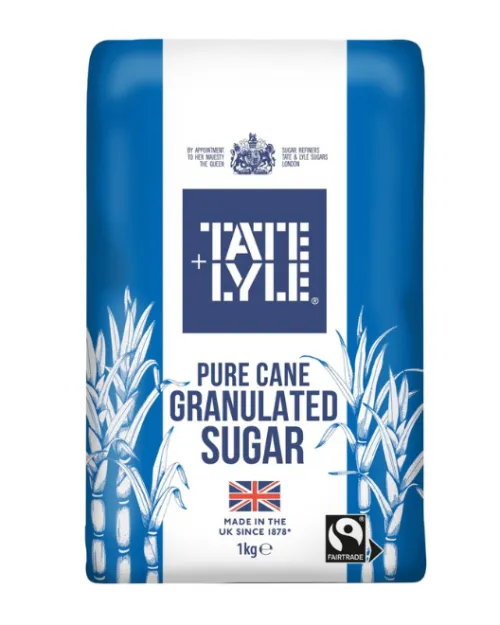 BY APPOINTMENT
TO HER MAJESTY
THE QUEEN
SUGAR REFINERS
TATE & LYLE SUGARS
LONDON
TATE
+LYLE®
PURE CANE
GRANULATED
SUGAR
MADE IN THE
UK SINCE 1878*
1kg℮
FAIRTRADE